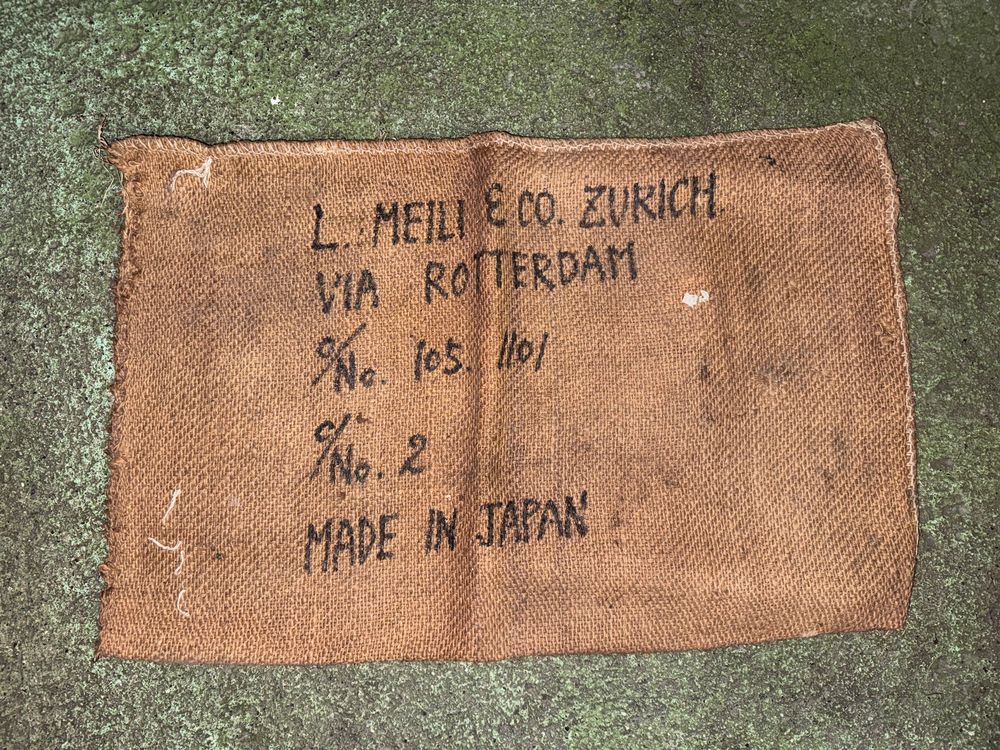 L. MEILI & CO. ZURICH
VIA ROTTERDAM
c/No. 105. 1101
c/No. 2
MADE IN JAPAN